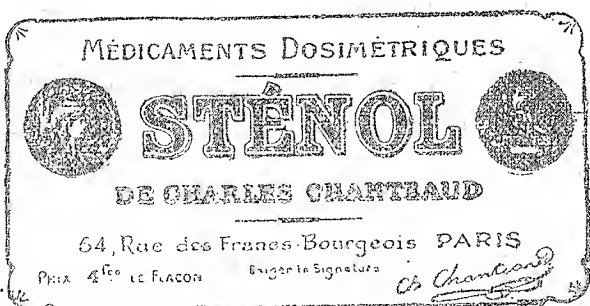 MÉDICAMENTS DOSIMÉTRIQUES
STÉNOL
DE CHARLES CHANTEAUD
54, Rue des Francs-Bourgeois PARIS
PRIX 4 fcs LE FLACON Exiger la Signature Ch Chanteaud